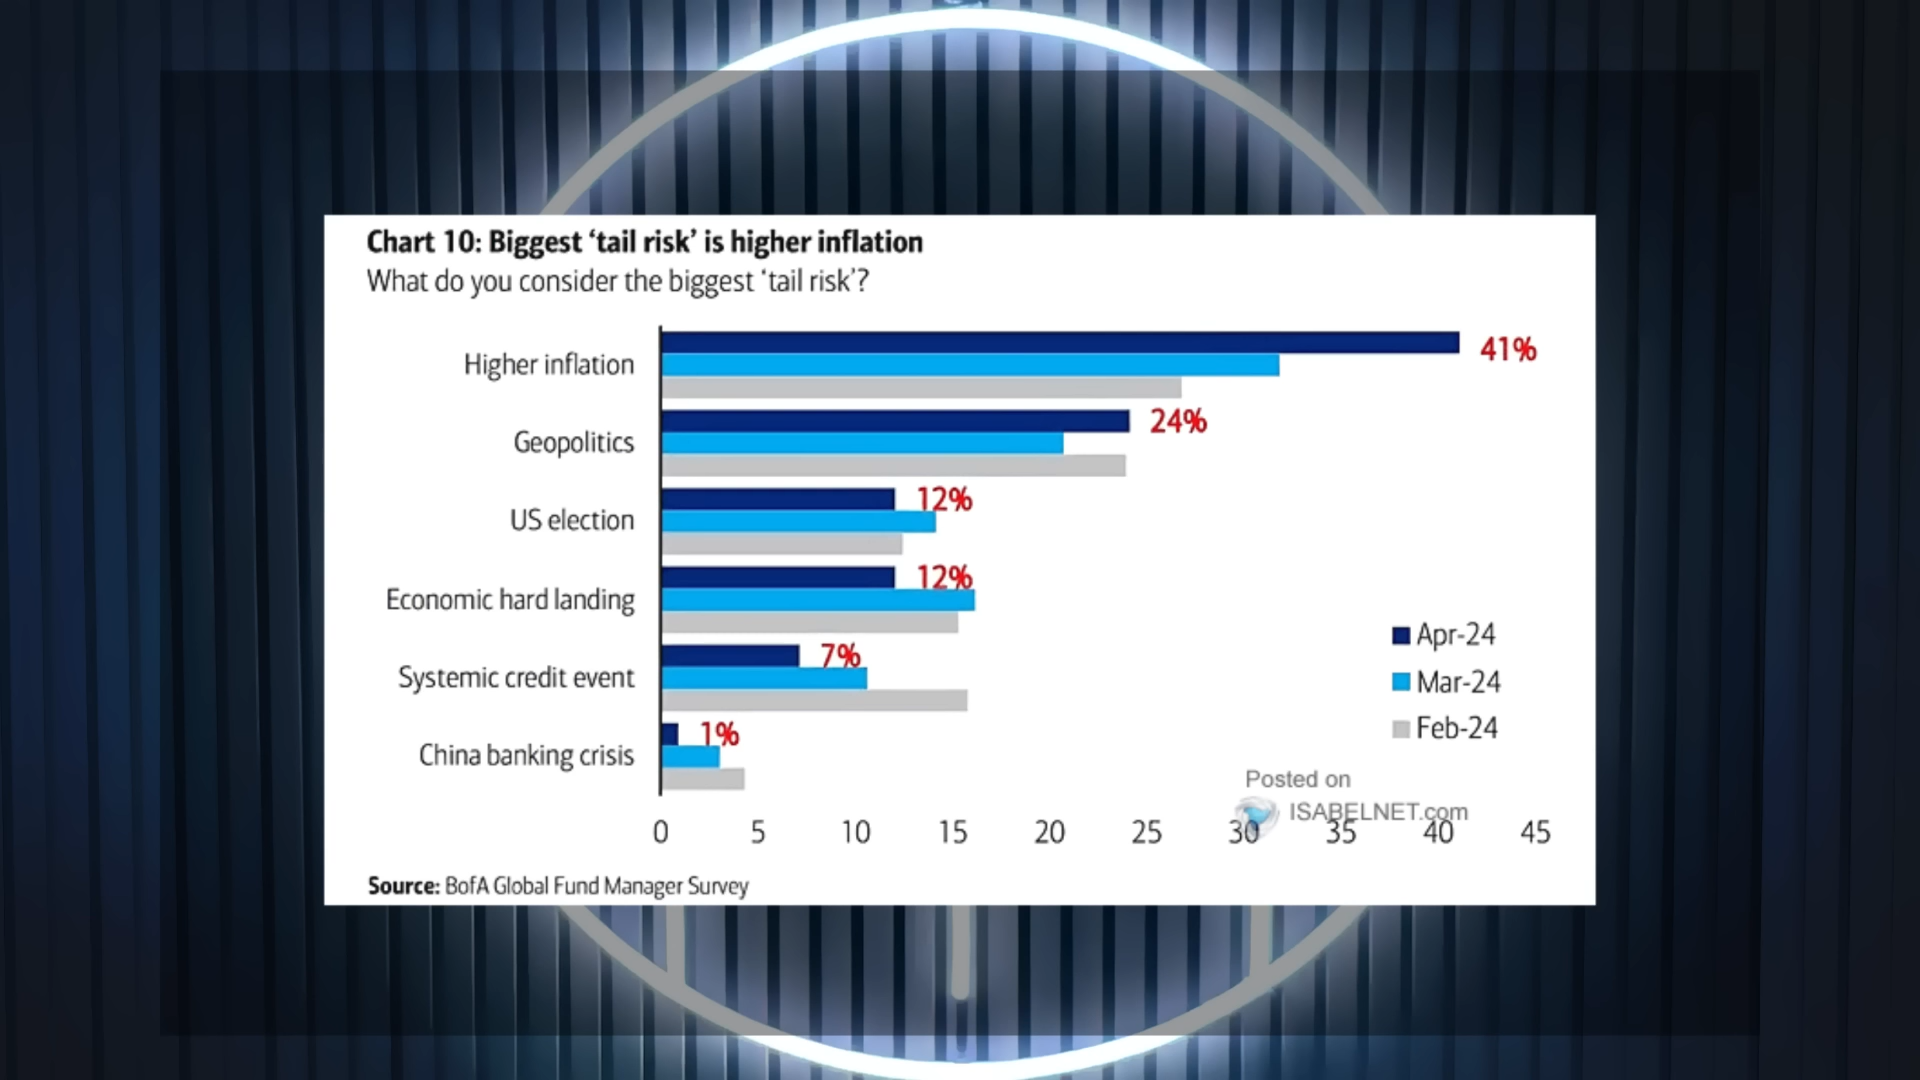 Chart 10: Biggest ‘tail risk’ is higher inflation
What do you consider the biggest ‘tail risk’?
Higher inflation
41%
Geopolitics
24%
US election
12%
Economic hard landing
12%
Systemic credit event
7%
China banking crisis
1%
Apr-24
Mar-24
Feb-24
Posted on
ISABELNET.com
0 5 10 15 20 25 30 35 40 45
Source: BofA Global Fund Manager Survey